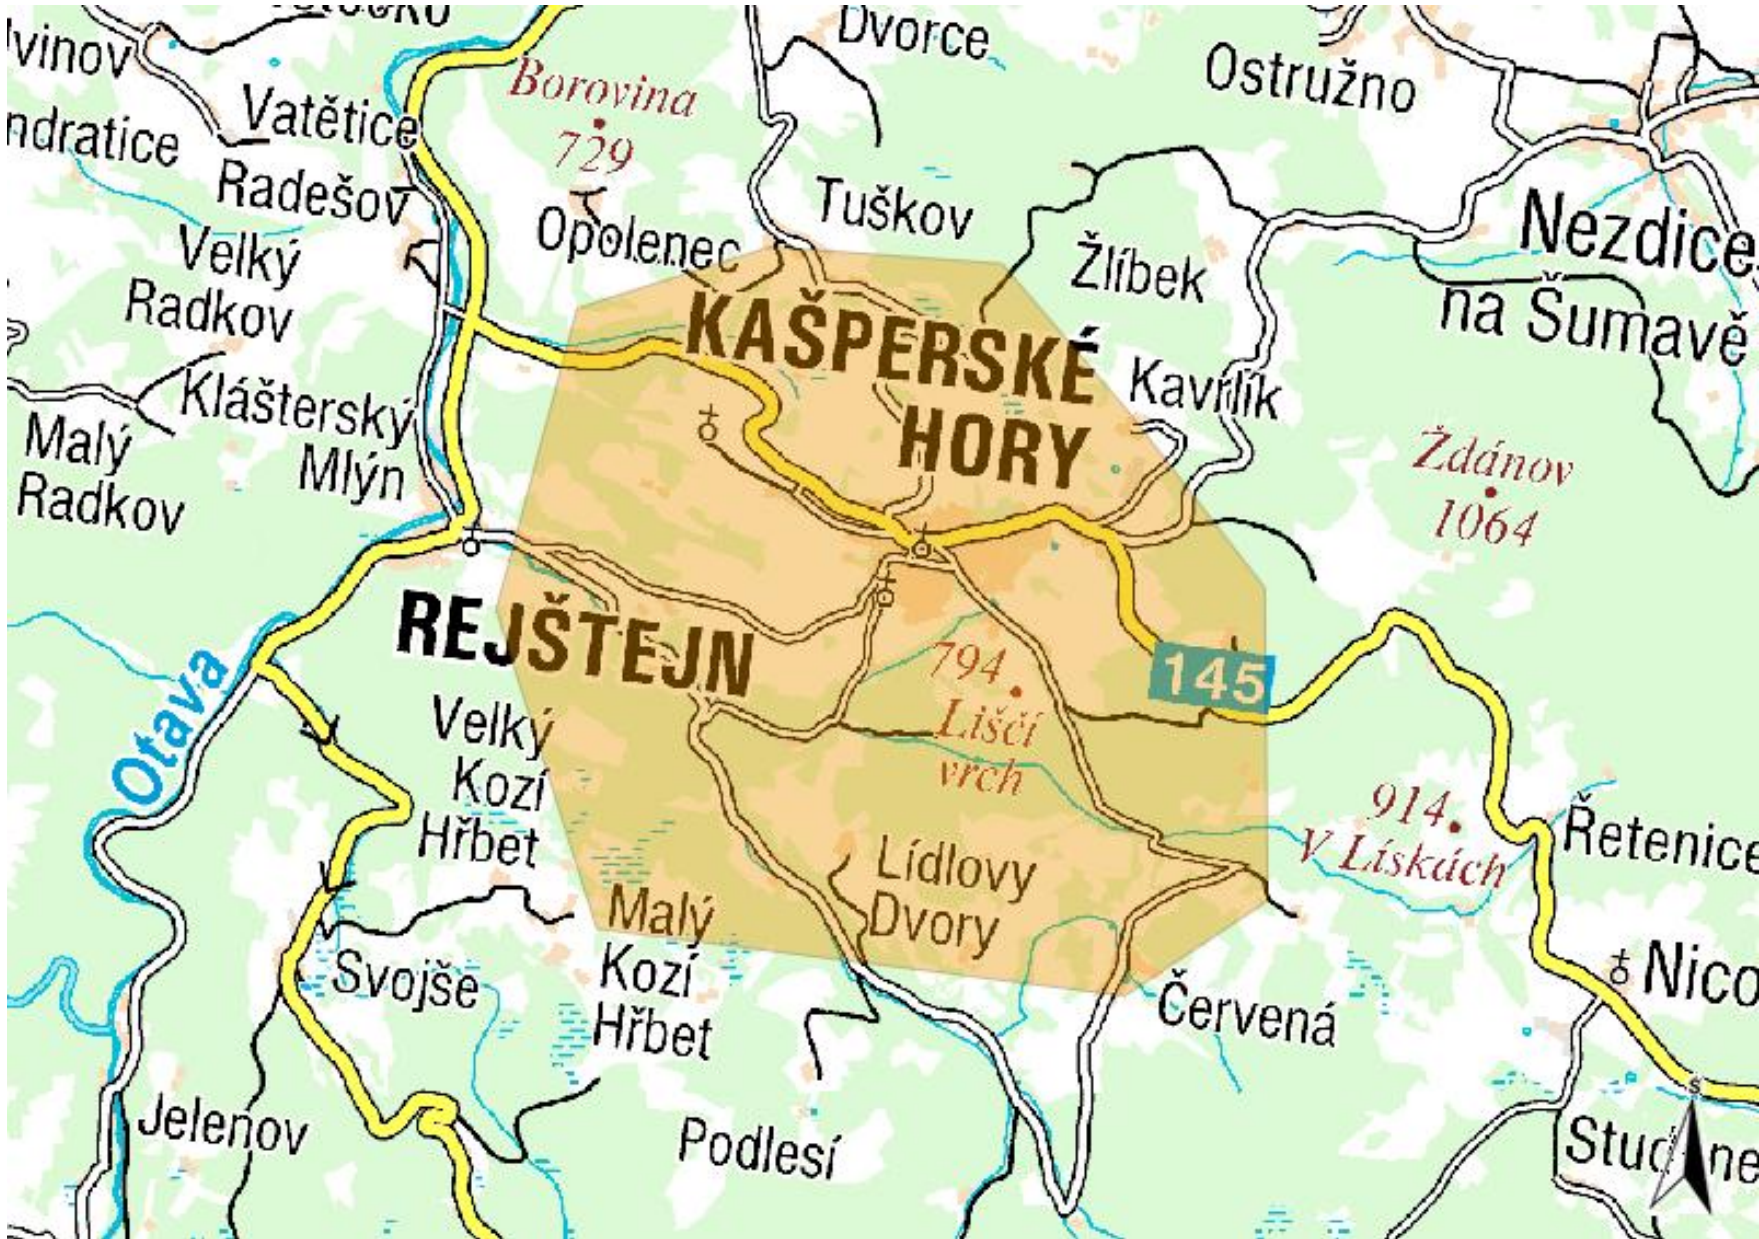 Dvorce
vinov
Ostružno
Borovina
729
Vatětice
ndratice
Radešov
Tuškov
Opolenec
Nezdice
na Šumavě
Velký
Radkov
Žlíbek
KAŠPERSKÉ
HORY
Kavrlík
Klášterský
Mlýn
Malý
Radkov
Ždánov
1064
REJŠTEJN
145
794
Liščí
vrch
Otava
Velký
Kozí
Hřbet
914
V Lískách
Řetenice
Lídlovy
Dvory
Malý
Kozí
Hřbet
Svojše
Červená
Nico
Jelenov
Podlesí